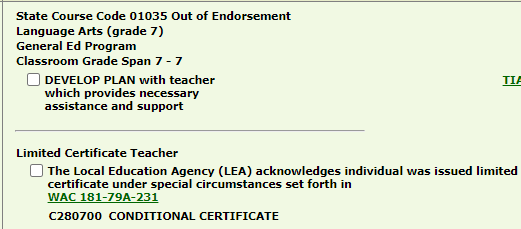 State Course Code 01035 Out of Endorsement
Language Arts (grade 7)
General Ed Program
Classroom Grade Span 7 - 7
DEVELOP PLAN with teacher
which provides necessary
assistance and support
TIA
Limited Certificate Teacher
The Local Education Agency (LEA) acknowledges individual was issued limited
certificate under special circumstances set forth in
WAC 181-79A-231
C280700 CONDITIONAL CERTIFICATE